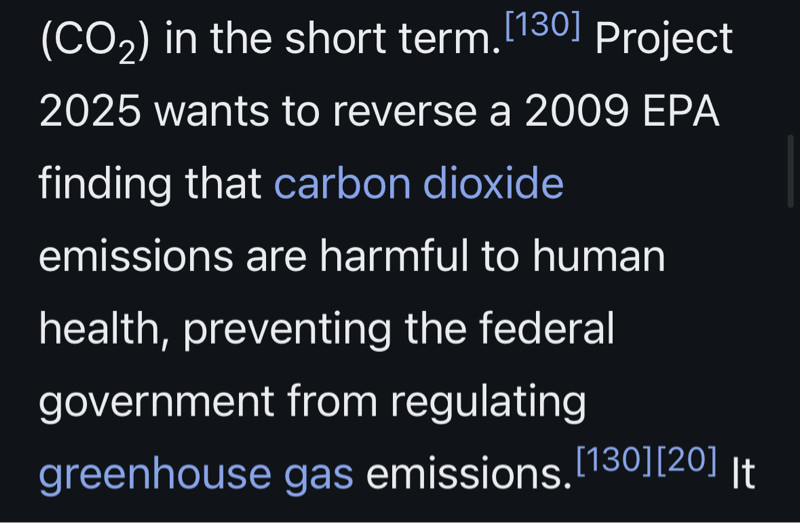 (CO₂) in the short term.[130] Project
2025 wants to reverse a 2009 EPA
finding that carbon dioxide
emissions are harmful to human
health, preventing the federal
government from regulating
greenhouse gas emissions.[130][20] It